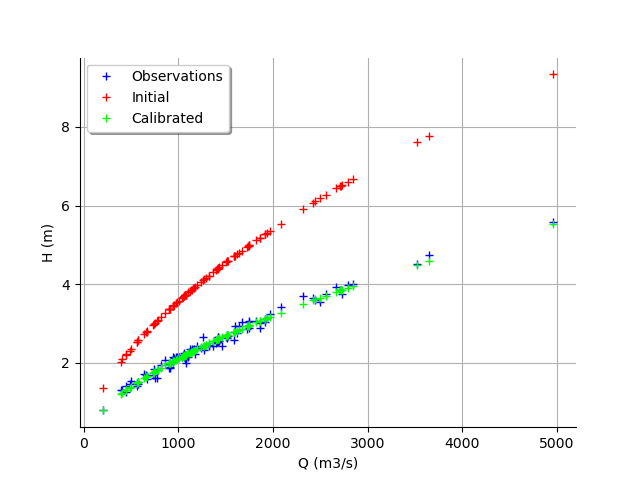 Observations
Initial
Calibrated
8
6
4
2
H (m)
0 1000 2000 3000 4000 5000
Q (m3/s)